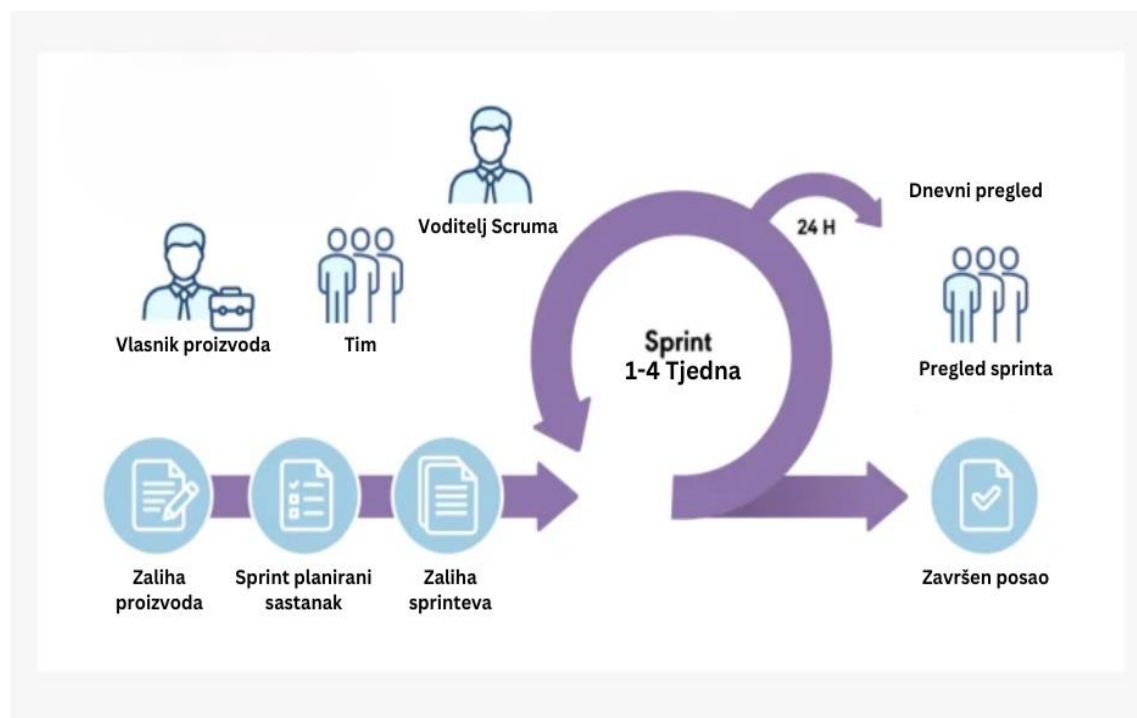 Voditelj Scruma
Vlasnik proizvoda
Tim
Dnevni pregled
24 H
Sprint
1-4 Tjedna
Pregled sprinta
Zaliha
proizvoda
Sprint planirani
sastanak
Zaliha
sprinteva
Završen posao